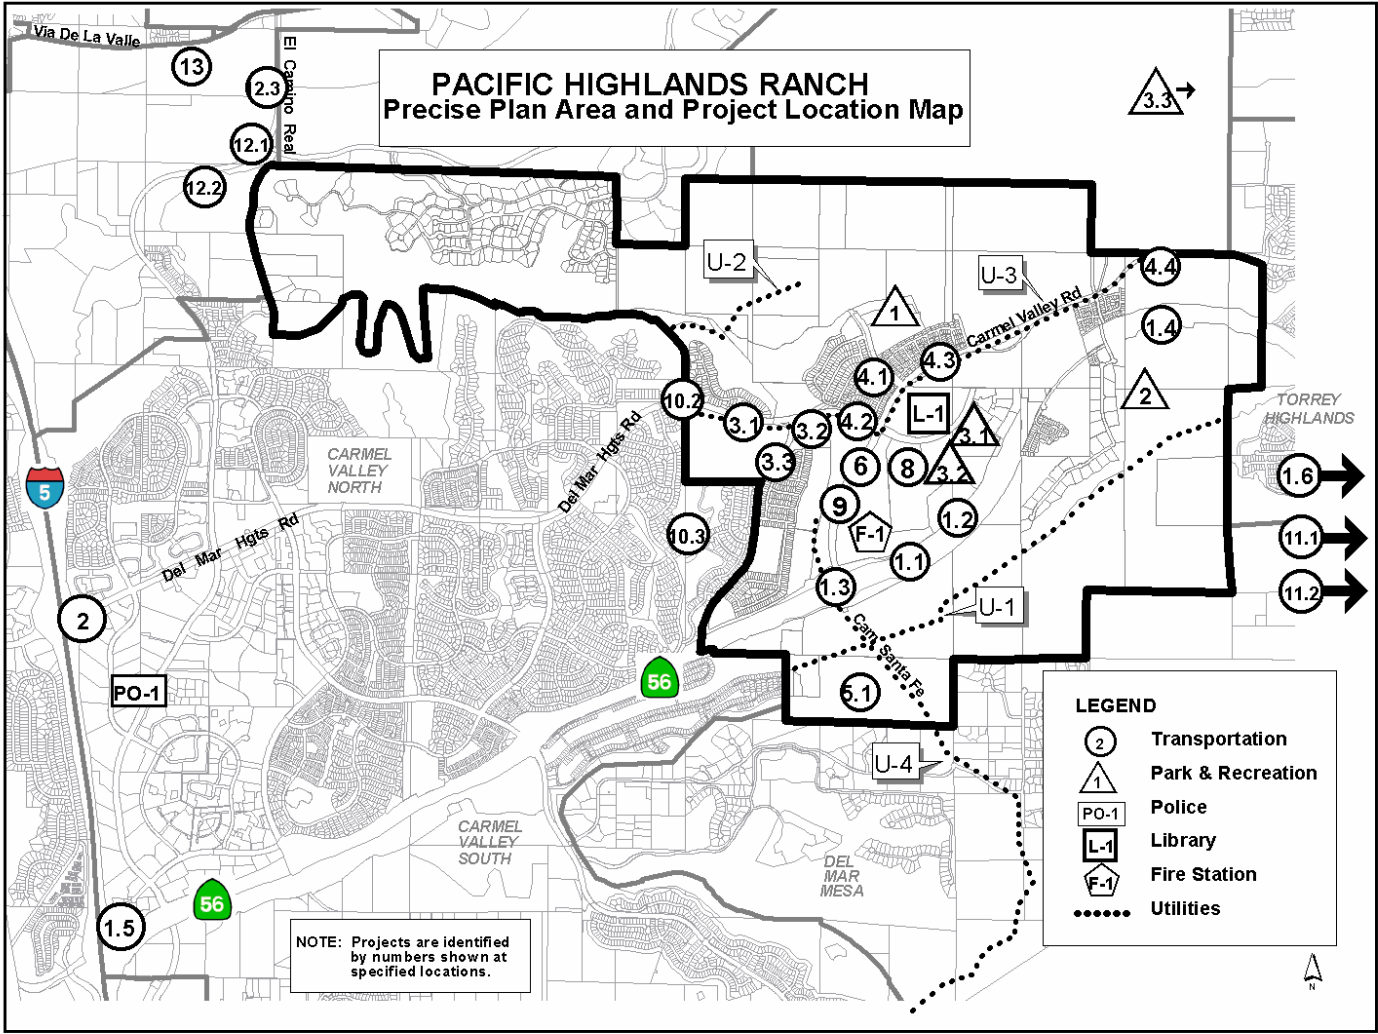 Via De La Valle
13
12.3
El Camino Real
PACIFIC HIGHLANDS RANCH
Precise Plan Area and Project Location Map
3.3
12.1
12.2
U-2
U-3
4.4
1
Carmel Valley Rd
1.4
4.3
4.1
2
10.2
L-1
TORREY
HIGHLANDS
3.1
3.2
4.2
3.1
Del Mar Hgts Rd
CARMEL
VALLEY
NORTH
3.3
6
8
3.2
1.6
5
9
1.2
Del Mar Hgts Rd
10.3
F-1
11.1
1.1
1.3
11.2
U-1
2
Cam. Santa Fe
56
PO-1
5.1
U-4
LEGEND
2 Transportation
1 Park & Recreation
PO-1 Police
L-1 Library
F-1 Fire Station
Utilities
CARMEL
VALLEY
SOUTH
DEL
MAR
MESA
56
1.5
NOTE: Projects are identified
by numbers shown at
specified locations.
N